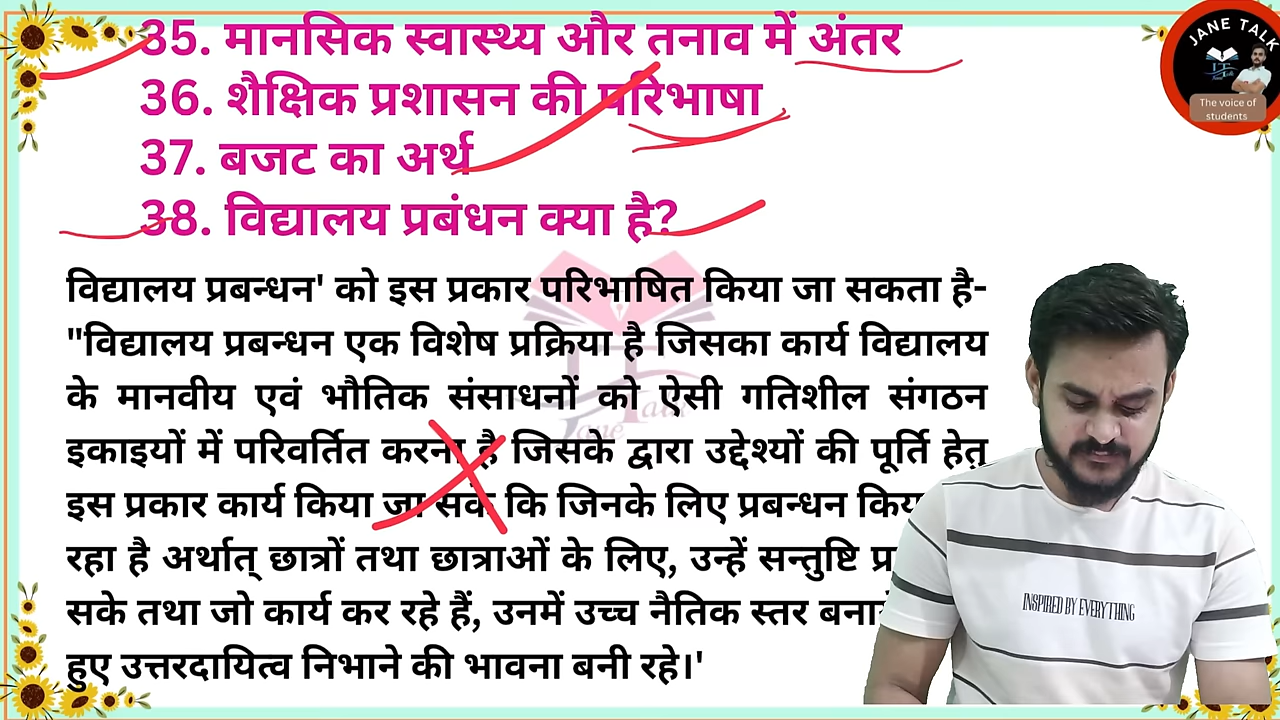 35. मानसिक स्वास्थ्य और तनाव में अंतर
36. शैक्षिक प्रशासन की परिभाषा
37. बजट का अर्थ
38. विद्यालय प्रबंधन क्या है?
विद्यालय प्रबन्धन' को इस प्रकार परिभाषित किया जा सकता है-
"विद्यालय प्रबन्धन एक विशेष प्रक्रिया है जिसका कार्य विद्यालय
के मानवीय एवं भौतिक संसाधनों को ऐसी गतिशील संगठन
इकाइयों में परिवर्तित करना है जिसके द्वारा उद्देश्यों की पूर्ति हेतु
इस प्रकार कार्य किया जा सके कि जिनके लिए प्रबन्धन
रहा है अर्थात् छात्रों तथा छात्राओं के लिए, उन्हें सन्तुष्टि
सके तथा जो कार्य कर रहे हैं, उनमें उच्च नैतिक स्तर
हुए उत्तरदायित्व निभाने की भावना बनी रहे।'
JANE TALK
The voice of
students
INSPIRED BY EVERYTHING